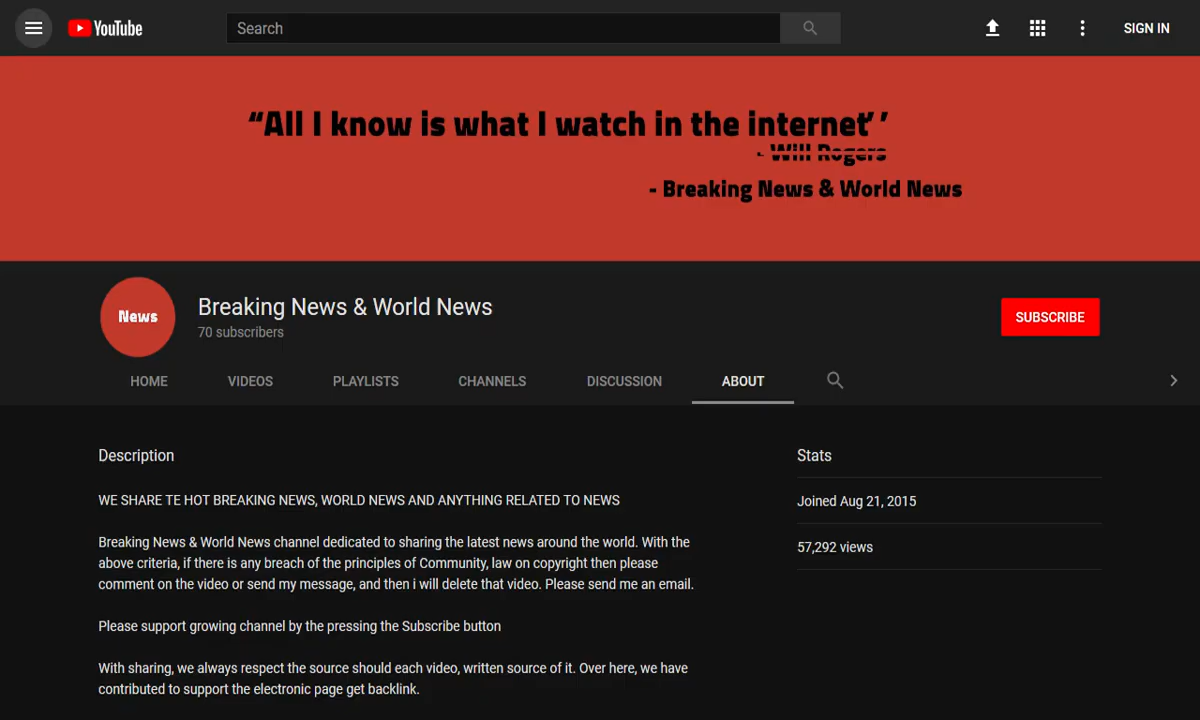 YouTube
Search
SIGN IN
“All I know is what I watch in the internet’’
- Will Rogers
- Breaking News & World News
News
Breaking News & World News
70 subscribers
SUBSCRIBE
HOME VIDEOS PLAYLISTS CHANNELS DISCUSSION ABOUT
Description
WE SHARE TE HOT BREAKING NEWS, WORLD NEWS AND ANYTHING RELATED TO NEWS
Breaking News & World News channel dedicated to sharing the latest news around the world. With the
above criteria, if there is any breach of the principles of Community, law on copyright then please
comment on the video or send my message, and then i will delete that video. Please send me an email.
Please support growing channel by the pressing the Subscribe button
With sharing, we always respect the source should each video, written source of it. Over here, we have
contributed to support the electronic page get backlink.
Stats
Joined Aug 21, 2015
57,292 views